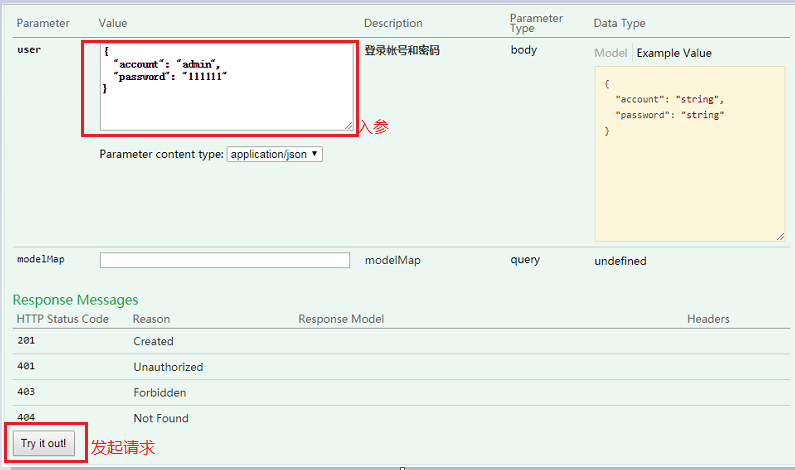 Parameter Value Description Parameter Type Data Type
user
{
"account": "admin",
"password": "111111"
}
入参
登录帐号和密码
body
Model Example Value
{
"account": "string",
"password": "string"
}
Parameter content type: application/json
modelMap modelMap query undefined
Response Messages
HTTP Status Code Reason Response Model Headers
201 Created
401 Unauthorized
403 Forbidden
404 Not Found
Try it out! 发起请求